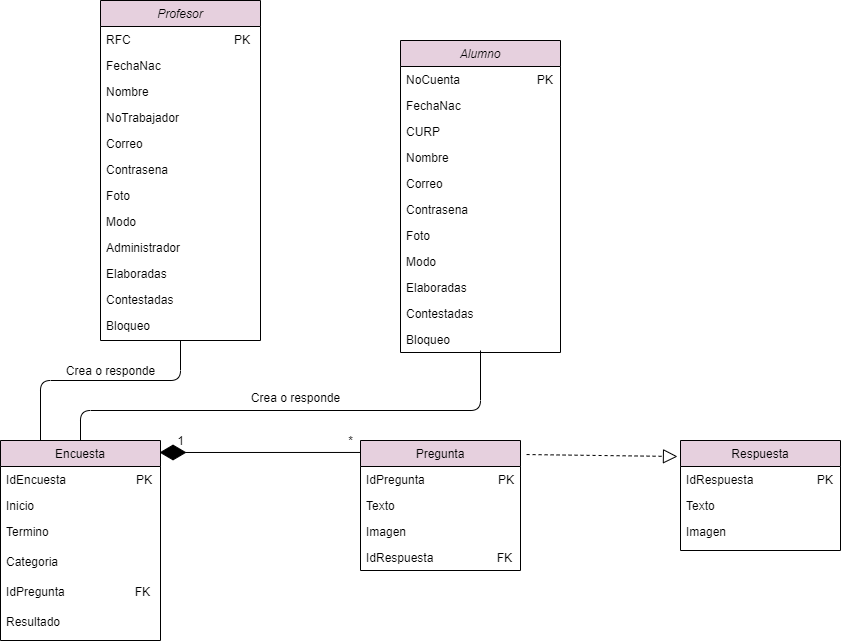 Profesor
RFC PK
FechaNac
Nombre
NoTrabajador
Correo
Contrasena
Foto
Modo
Administrador
Elaboradas
Contestadas
Bloqueo
Alumno
NoCuenta PK
FechaNac
CURP
Nombre
Correo
Contrasena
Foto
Modo
Elaboradas
Contestadas
Bloqueo
Crea o responde
Crea o responde
1 *
Encuesta
IdEncuesta PK
Inicio
Termino
Categoria
IdPregunta FK
Resultado
Pregunta
IdPregunta PK
Texto
Imagen
IdRespuesta FK
Respuesta
IdRespuesta PK
Texto
Imagen